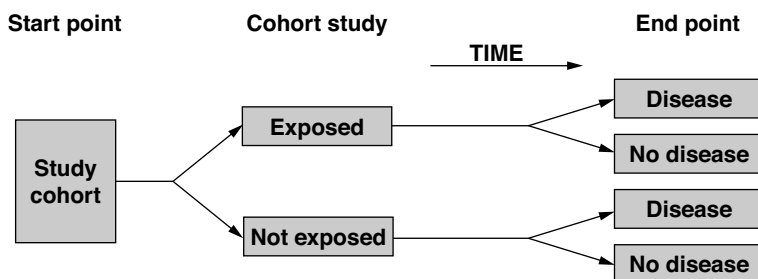 Start point
Cohort study
End point
TIME
Disease
Exposed
No disease
Study
cohort
Disease
Not exposed
No disease